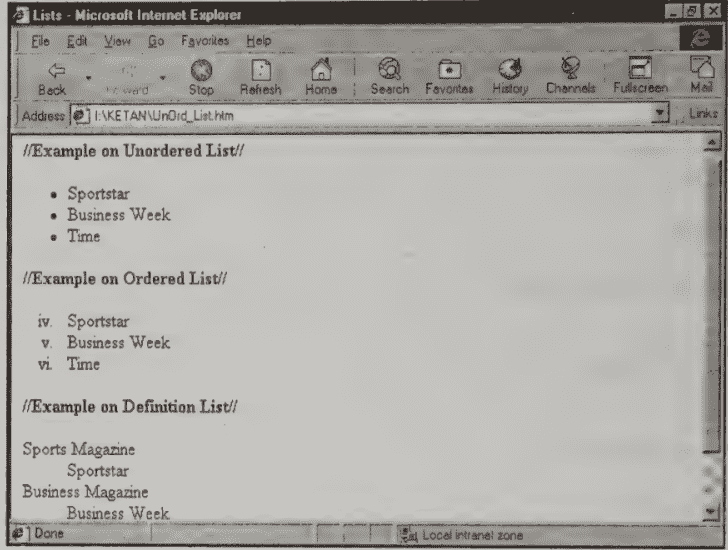 Lists - Microsoft Internet Explorer
File Edit View Go Favorites Help
Back Forward Stop Refresh Home Search Favorites History Channels Fullscreen Mail
Address I:\KETAN\UnOrd_List.htm Links
//Example on Unordered List//
• Sportstar
• Business Week
• Time
//Example on Ordered List//
iv. Sportstar
v. Business Week
vi. Time
//Example on Definition List//
Sports Magazine
Sportstar
Business Magazine
Business Week
Done Local intranet zone